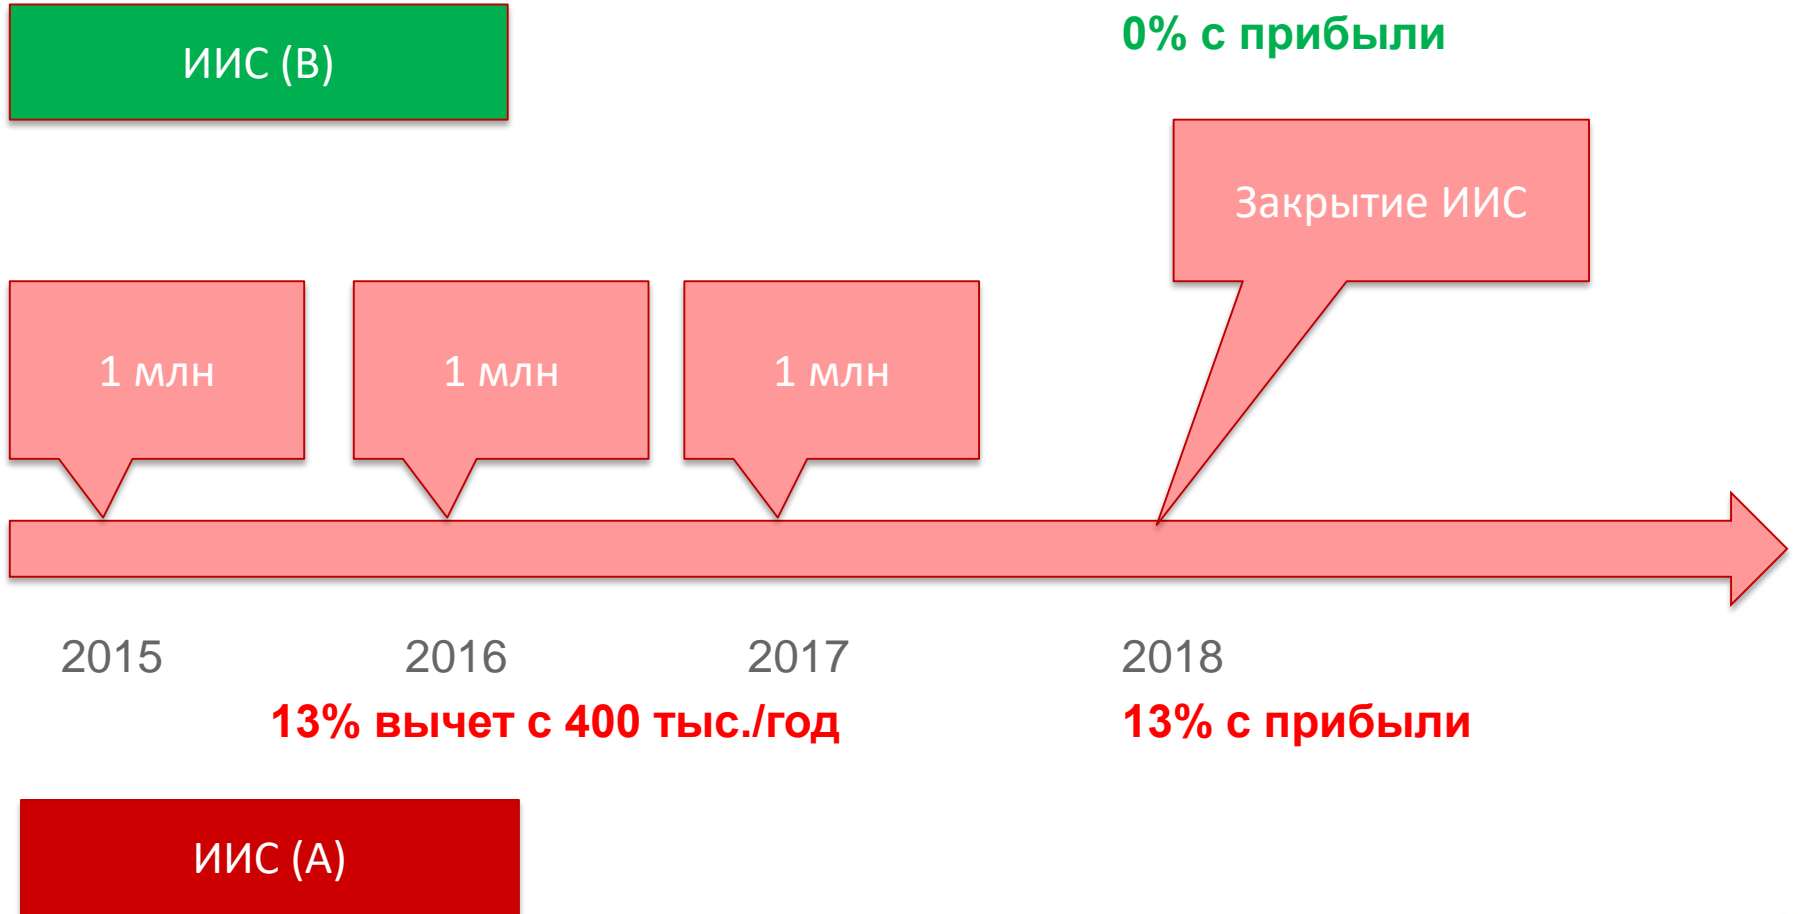 ИИС (В)
0% с прибыли
Закрытие ИИС
1 млн
1 млн
1 млн
2015
2016
2017
2018
13% вычет с 400 тыс./год
13% с прибыли
ИИС (А)